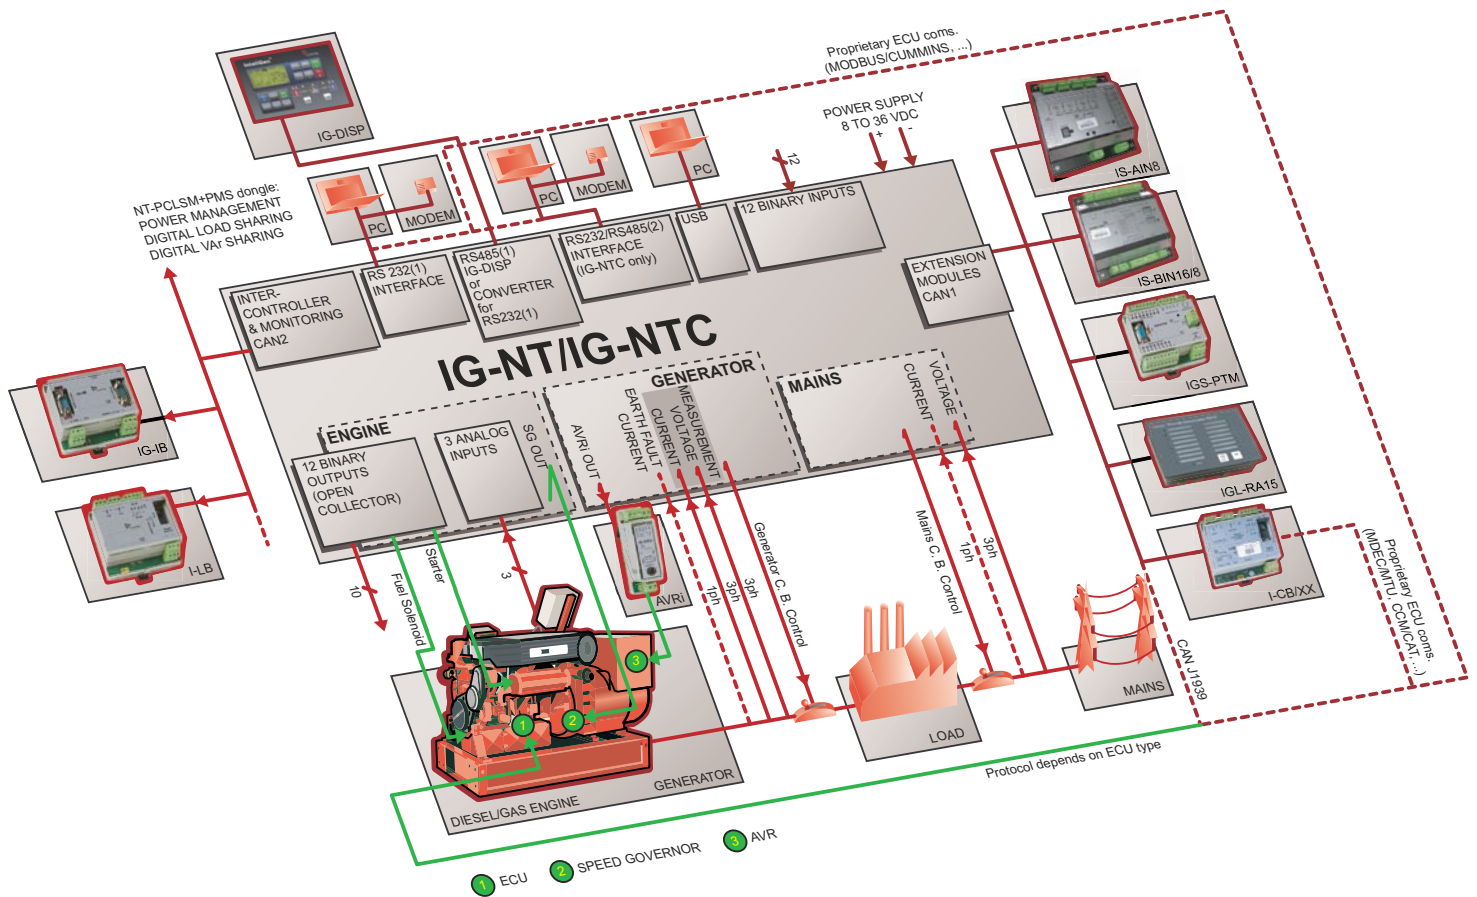 Proprietary ECU coms.
(MODBUS/CUMMINS, ...)
POWER SUPPLY
8 TO 36 VDC
+ -
InteliGen
IG-DISP
NT-PCLSM+PMS dongle:
POWER MANAGEMENT
DIGITAL LOAD SHARING
DIGITAL VAr SHARING
PC
MODEM
PC
MODEM
PC
12
IS-AIN8
IS-BIN16/8
IGS-PTM
IGL-RA15
I-CB/XX
INTER-
CONTROLLER
& MONITORING
CAN2
RS 232(1)
INTERFACE
RS485(1)
IG-DISP
or
CONVERTER
for
RS232(1)
RS232/RS485(2)
INTERFACE
(IG-NTC only)
USB
12 BINARY INPUTS
EXTENSION
MODULES
CAN1
IG-NT/IG-NTC
IG-IB
I-LB
ENGINE
12 BINARY
OUTPUTS
(OPEN
COLLECTOR)
3 ANALOG
INPUTS
SG OUT
GENERATOR
AVRi OUT
EARTH FAULT
CURRENT
MEASUREMENT
VOLTAGE
CURRENT
MAINS
VOLTAGE
CURRENT
10
Fuel Solenoid
Starter
3
AVRi
1ph
3ph
3ph
Generator C. B. Control
Mains C. B. Control
1ph
3ph
Proprietary ECU coms.
(MDEC/MTU, CCM/CAT, ...)
CAN J1939
MAINS
LOAD
Protocol depends on ECU type
1
2
3
GENERATOR
DIESEL/GAS ENGINE
1 ECU
2 SPEED GOVERNOR
3 AVR